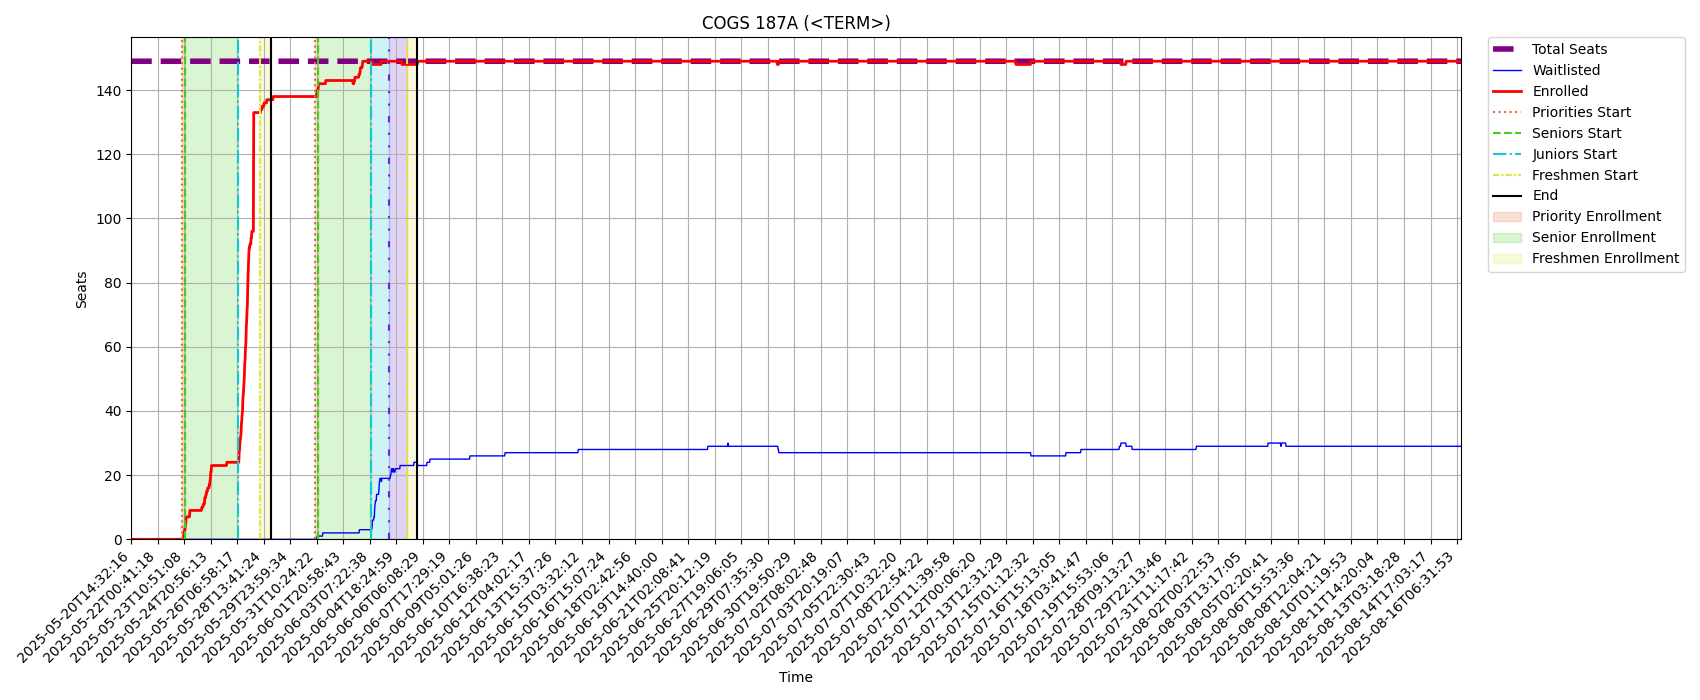 COGS 187A (<TERM>)
Total Seats
Waitlisted
Enrolled
Priorities Start
Seniors Start
Juniors Start
Freshmen Start
End
Priority Enrollment
Senior Enrollment
Freshmen Enrollment
Seats
140
120
100
80
60
40
20
0
2025-05-20T14:32:16
2025-05-22T00:41:18
2025-05-23T10:51:08
2025-05-24T20:56:13
2025-05-26T06:58:17
2025-05-28T13:41:24
2025-05-29T23:59:34
2025-05-31T10:24:22
2025-06-01T20:58:43
2025-06-03T07:22:38
2025-06-04T18:24:59
2025-06-06T06:08:29
2025-06-07T17:29:19
2025-06-09T05:01:26
2025-06-10T16:38:23
2025-06-12T04:02:17
2025-06-13T15:37:26
2025-06-15T03:32:12
2025-06-16T15:07:24
2025-06-18T02:42:56
2025-06-19T14:40:00
2025-06-21T02:08:41
2025-06-25T20:12:19
2025-06-27T19:06:05
2025-06-29T07:35:30
2025-06-30T19:50:29
2025-07-02T08:02:48
2025-07-03T20:19:07
2025-07-05T22:30:43
2025-07-07T10:32:20
2025-07-08T22:54:22
2025-07-10T11:39:58
2025-07-12T00:06:20
2025-07-13T12:31:29
2025-07-15T01:12:32
2025-07-16T15:13:05
2025-07-18T03:41:47
2025-07-19T19:53:06
2025-07-28T09:13:27
2025-07-29T22:13:46
2025-07-31T11:17:42
2025-08-02T00:22:53
2025-08-03T13:17:05
2025-08-05T02:20:41
2025-08-06T15:53:36
2025-08-08T12:04:21
2025-08-10T01:19:53
2025-08-11T14:20:04
2025-08-13T03:18:28
2025-08-14T17:03:17
2025-08-16T06:31:53
Time